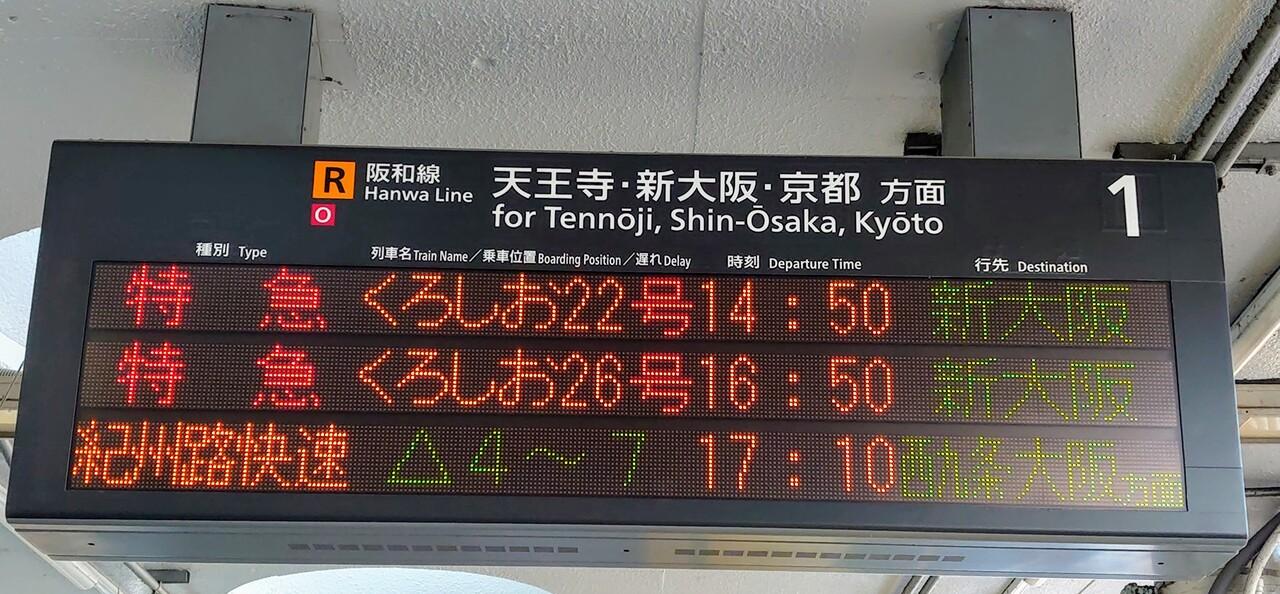 R 阪和線 天王寺・新大阪・京都 方面 1
O Hanwa Line for Tennōji, Shin-Ōsaka, Kyōto
種別 Type 列車名 Train Name／乗車位置 Boarding Position／遅れ Delay 時刻 Departure Time 行先 Destination
特 急 くろしお22号 14:50 新大阪
特 急 くろしお26号 16:50 新大阪
紀州路快速 △4～7 17:10 西九条大阪方面